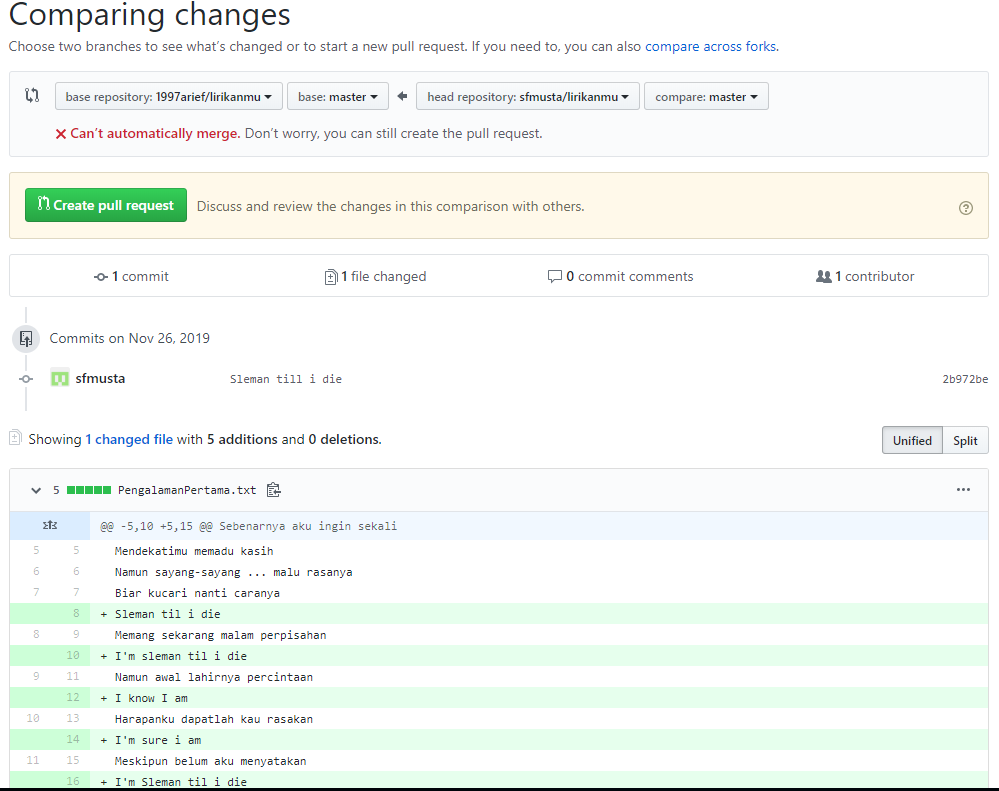 Comparing changes
Choose two branches to see what's changed or to start a new pull request. If you need to, you can also compare across forks.
base repository: 1997arief/lirikanmu base: master head repository: sfmusta/lirikanmu compare: master
Can't automatically merge. Don't worry, you can still create the pull request.
Create pull request Discuss and review the changes in this comparison with others.
1 commit 1 file changed 0 commit comments 1 contributor
Commits on Nov 26, 2019
sfmusta Sleman till i die 2b972be
Showing 1 changed file with 5 additions and 0 deletions.
Unified Split
5 PengalamanPertama.txt
@@ -5,10 +5,15 @@ Sebenarnya aku ingin sekali
5 5 Mendekatimu memadu kasih
6 6 Namun sayang-sayang ... malu rasanya
7 7 Biar kucari nanti caranya
8 + Sleman til i die
8 9 Memang sekarang malam perpisahan
10 + I'm sleman til i die
9 11 Namun awal lahirnya percintaan
12 + I know I am
10 13 Harapanku dapatlah kau rasakan
14 + I'm sure i am
11 15 Meskipun belum aku menyatakan
16 + I'm Sleman til i die